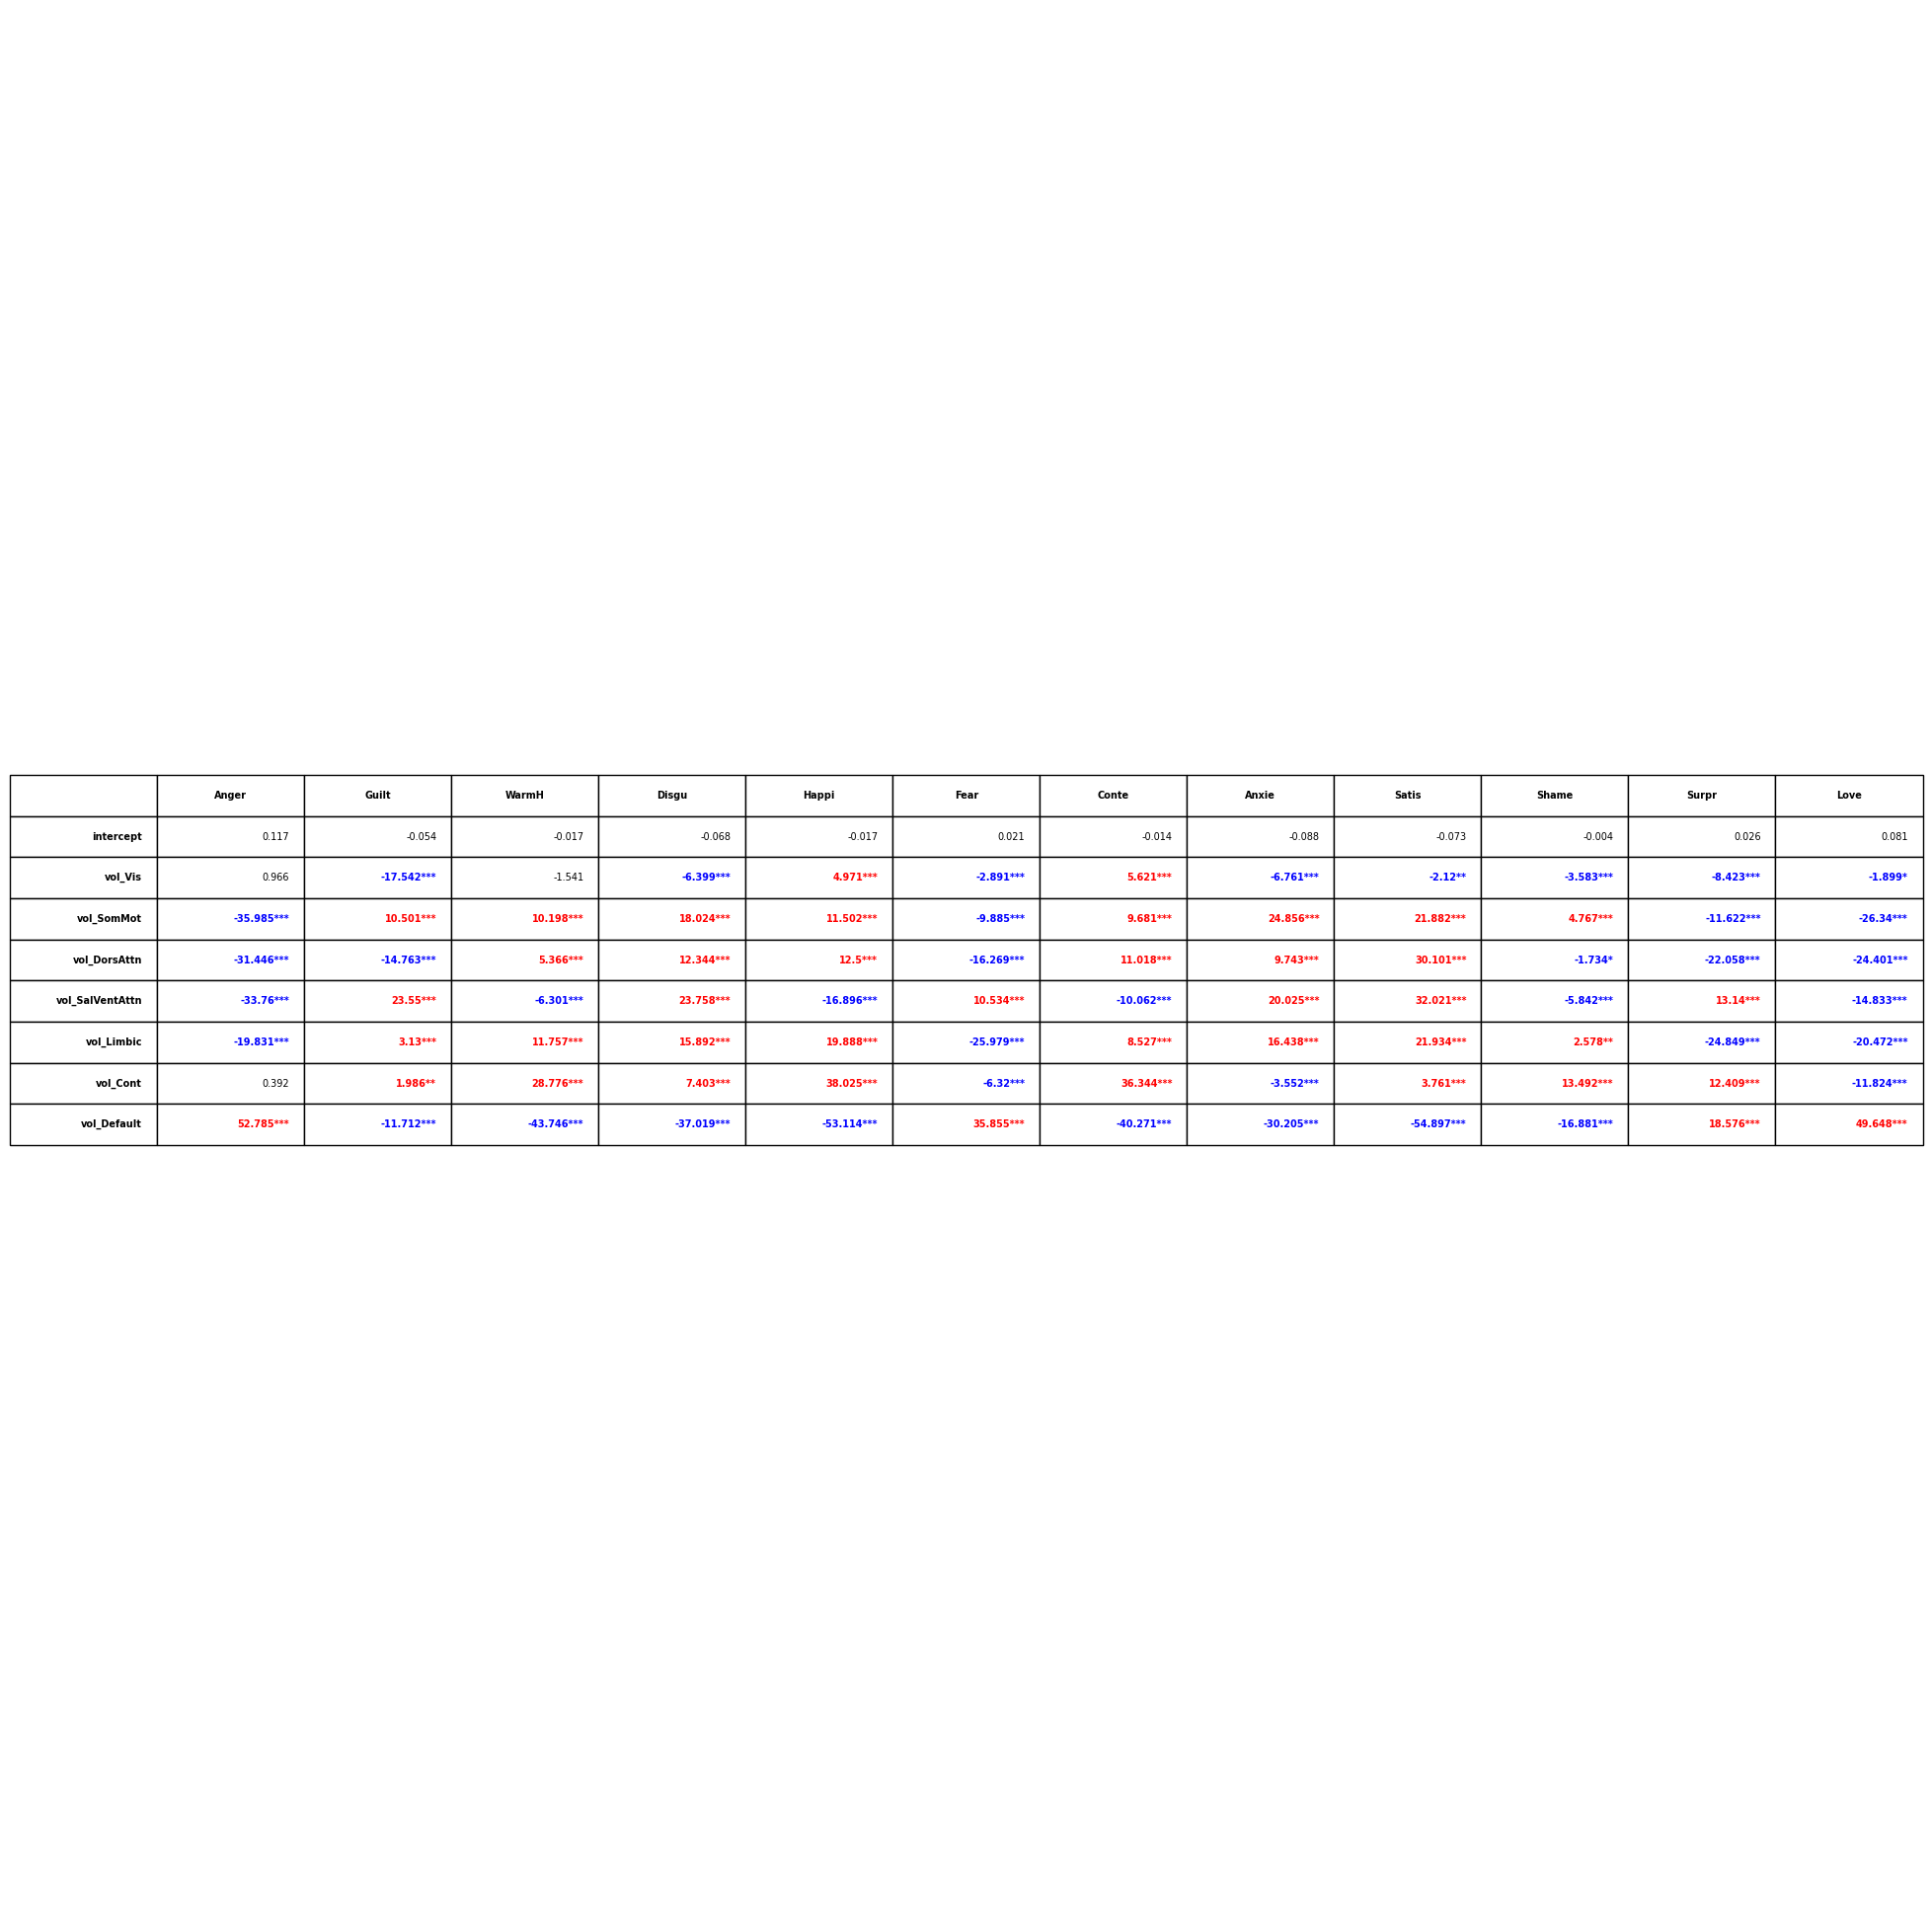 Anger Guilt WarmH Disgu Happi Fear Conte Anxie Satis Shame Surpr Love
intercept 0.117 -0.054 -0.017 -0.068 -0.017 0.021 -0.014 -0.088 -0.073 -0.004 0.026 0.081
vol_Vis 0.966 -17.542*** -1.541 -6.399*** 4.971*** -2.891*** 5.621*** -6.761*** -2.12** -3.583*** -8.423*** -1.899*
vol_SomMot -35.985*** 10.501*** 10.198*** 18.024*** 11.502*** -9.885*** 9.681*** 24.856*** 21.882*** 4.767*** -11.622*** -26.34***
vol_DorsAttn -31.446*** -14.763*** 5.366*** 12.344*** 12.5*** -16.269*** 11.018*** 9.743*** 30.101*** -1.734* -22.058*** -24.401***
vol_SalVentAttn -33.76*** 23.55*** -6.301*** 23.758*** -16.896*** 10.534*** -10.062*** 20.025*** 32.021*** -5.842*** 13.14*** -14.833***
vol_Limbic -19.831*** 3.13*** 11.757*** 15.892*** 19.888*** -25.979*** 8.527*** 16.438*** 21.934*** 2.578** -24.849*** -20.472***
vol_Cont 0.392 1.986** 28.776*** 7.403*** 38.025*** -6.32*** 36.344*** -3.552*** 3.761*** 13.492*** 12.409*** -11.824***
vol_Default 52.785*** -11.712*** -43.746*** -37.019*** -53.114*** 35.855*** -40.271*** -30.205*** -54.897*** -16.881*** 18.576*** 49.648***